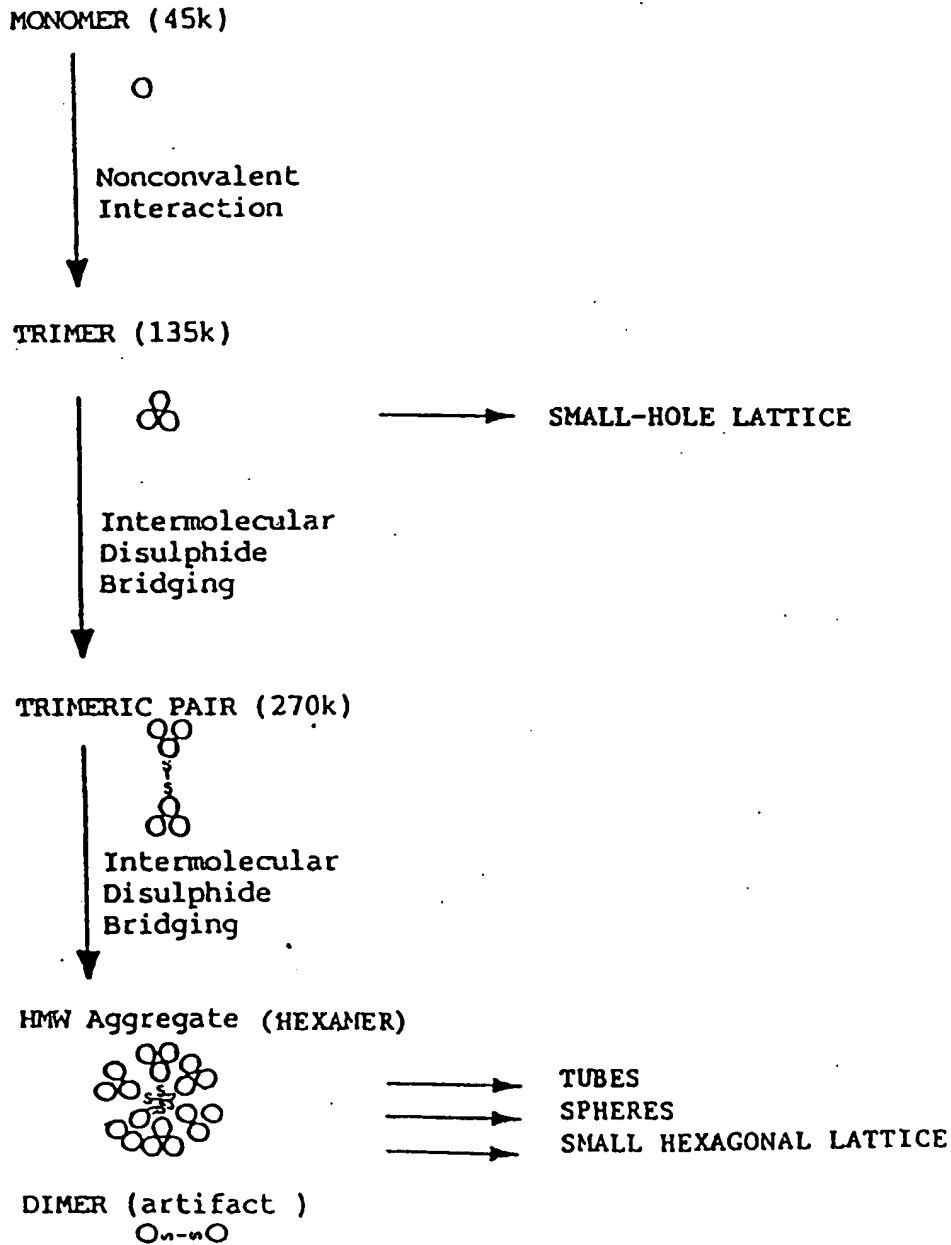 MONOMER (45k)
Nonconvalent
Interaction
TRIMER (135k)
SMALL-HOLE LATTICE
Intermolecular
Disulphide
Bridging
TRIMERIC PAIR (270k)
S
S
Intermolecular
Disulphide
Bridging
HMW Aggregate (HEXAMER)
TUBES
SPHERES
SMALL HEXAGONAL LATTICE
DIMER (artifact )
S-S